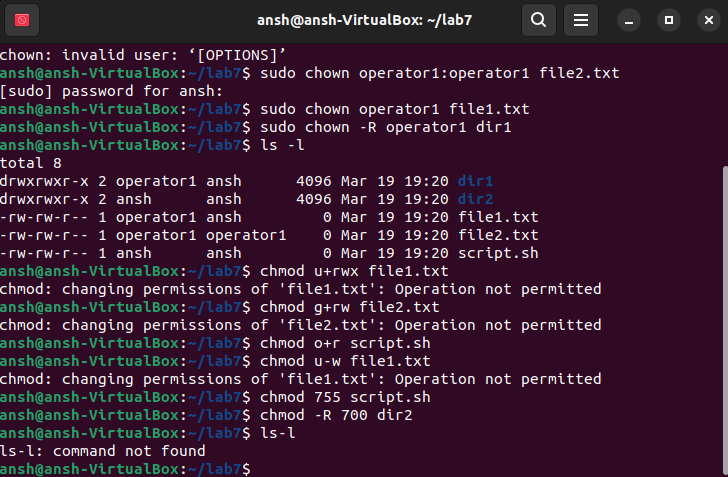 ansh@ansh-VirtualBox: ~/lab7
chown: invalid user: ‘[OPTIONS]’
ansh@ansh-VirtualBox:~/lab7$ sudo chown operator1:operator1 file2.txt
[sudo] password for ansh:
ansh@ansh-VirtualBox:~/lab7$ sudo chown operator1 file1.txt
ansh@ansh-VirtualBox:~/lab7$ sudo chown -R operator1 dir1
ansh@ansh-VirtualBox:~/lab7$ ls -l
total 8
drwxrwxr-x 2 operator1 ansh      4096 Mar 19 19:20 dir1
drwxrwxr-x 2 ansh      ansh      4096 Mar 19 19:20 dir2
-rw-rw-r-- 1 operator1 ansh         0 Mar 19 19:20 file1.txt
-rw-rw-r-- 1 operator1 operator1    0 Mar 19 19:20 file2.txt
-rw-rw-r-- 1 ansh      ansh         0 Mar 19 19:20 script.sh
ansh@ansh-VirtualBox:~/lab7$ chmod u+rwx file1.txt
chmod: changing permissions of 'file1.txt': Operation not permitted
ansh@ansh-VirtualBox:~/lab7$ chmod g+rw file2.txt
chmod: changing permissions of 'file2.txt': Operation not permitted
ansh@ansh-VirtualBox:~/lab7$ chmod o+r script.sh
ansh@ansh-VirtualBox:~/lab7$ chmod u-w file1.txt
chmod: changing permissions of 'file1.txt': Operation not permitted
ansh@ansh-VirtualBox:~/lab7$ chmod 755 script.sh
ansh@ansh-VirtualBox:~/lab7$ chmod -R 700 dir2
ansh@ansh-VirtualBox:~/lab7$ ls-l
ls-l: command not found
ansh@ansh-VirtualBox:~/lab7$